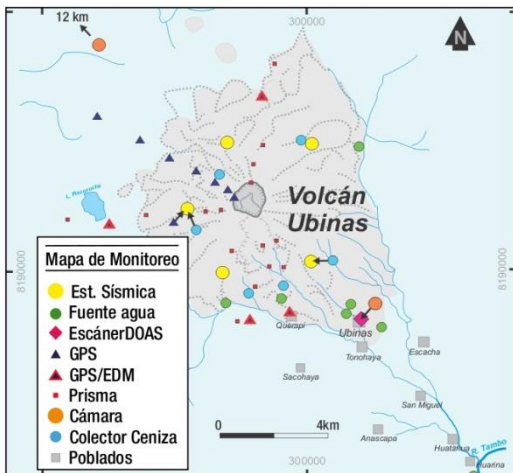 12 km
300000
N
L. Recorocha
Volcán
Ubinas
8190000
8190000
Mapa de Monitoreo
Est. Sísmica
Fuente agua
EscánerDOAS
GPS
GPS/EDM
Prisma
Cámara
Colector Ceniza
Poblados
Querapi
Ubinas
Tonohaya
Escacha
Sacohaya
San Miguel
Anascapa
Huatahua
R. Tambo
Huarina
0 4km
300000